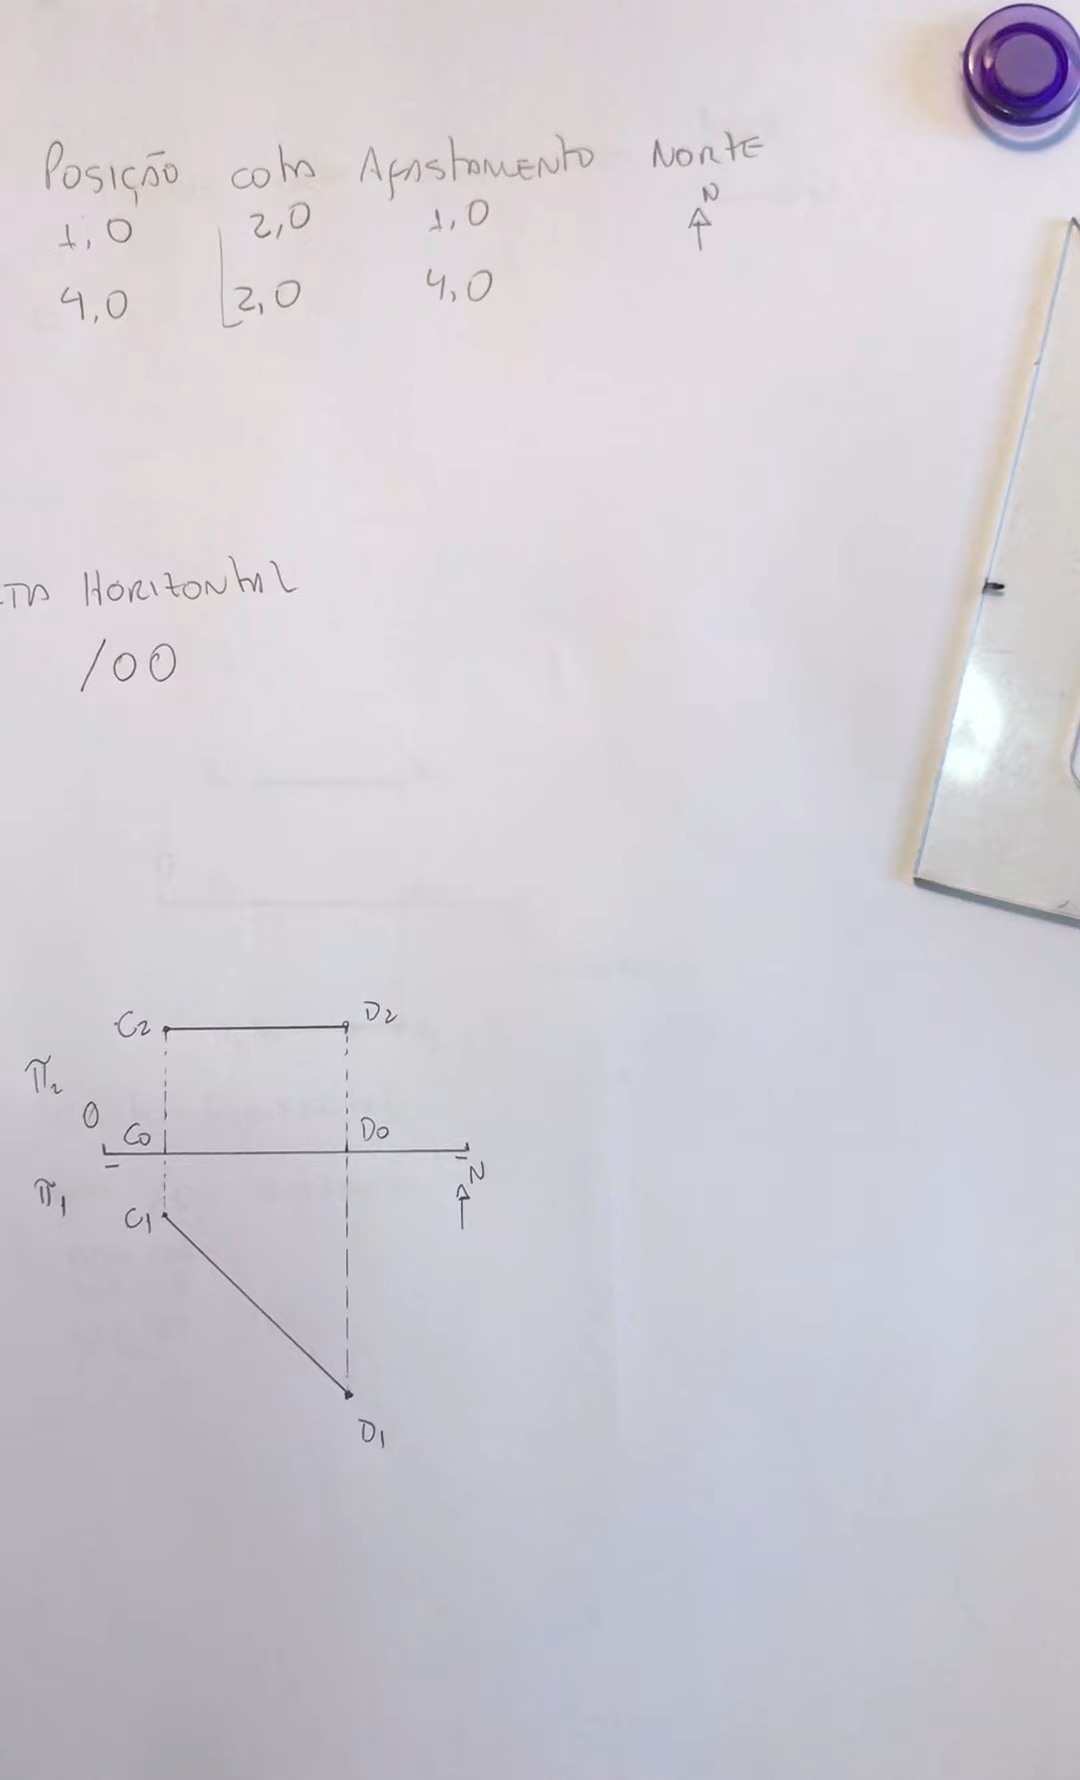 Posição cota Afastamento Norte
1,0 2,0 1,0 N
4,0 2,0 4,0
TA Horizontal
/00
C2 D2
π2
0 C0 D0
π1 N
C1
D1